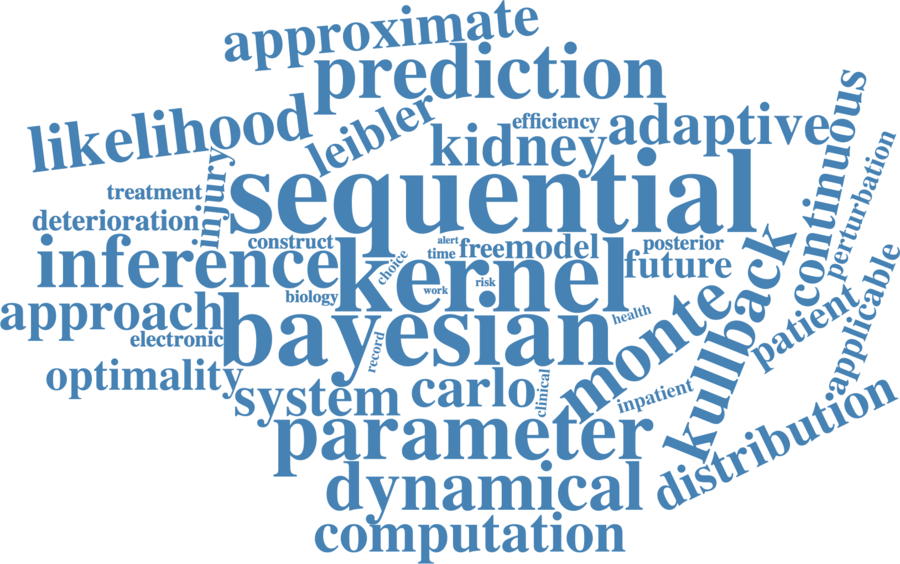 approximate
prediction
likelihood
leibler
efficiency
adaptive
kidney
continuous
injury
sequential
treatment
deterioration
perturbation
construct
alert
time
free
model
posterior
inference
kernel
choice
future
risk
work
biology
kullback
approach
bayesian
monte
health
patient
applicable
electronic
record
optimality
system
carlo
clinical
inpatient
parameter
distribution
dynamical
computation